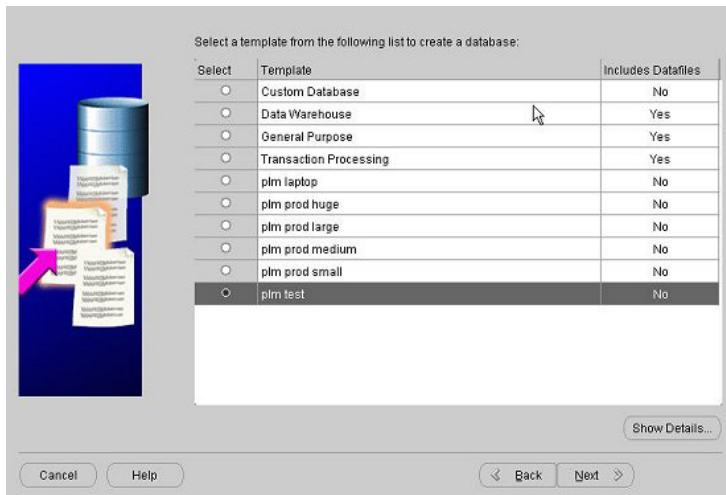 Select a template from the following list to create a database:
Select Template Includes Datafiles
Custom Database No
Data Warehouse Yes
General Purpose Yes
Transaction Processing Yes
plm laptop No
plm prod huge No
plm prod large No
plm prod medium No
plm prod small No
plm test No
Show Details...
Cancel Help Back Next